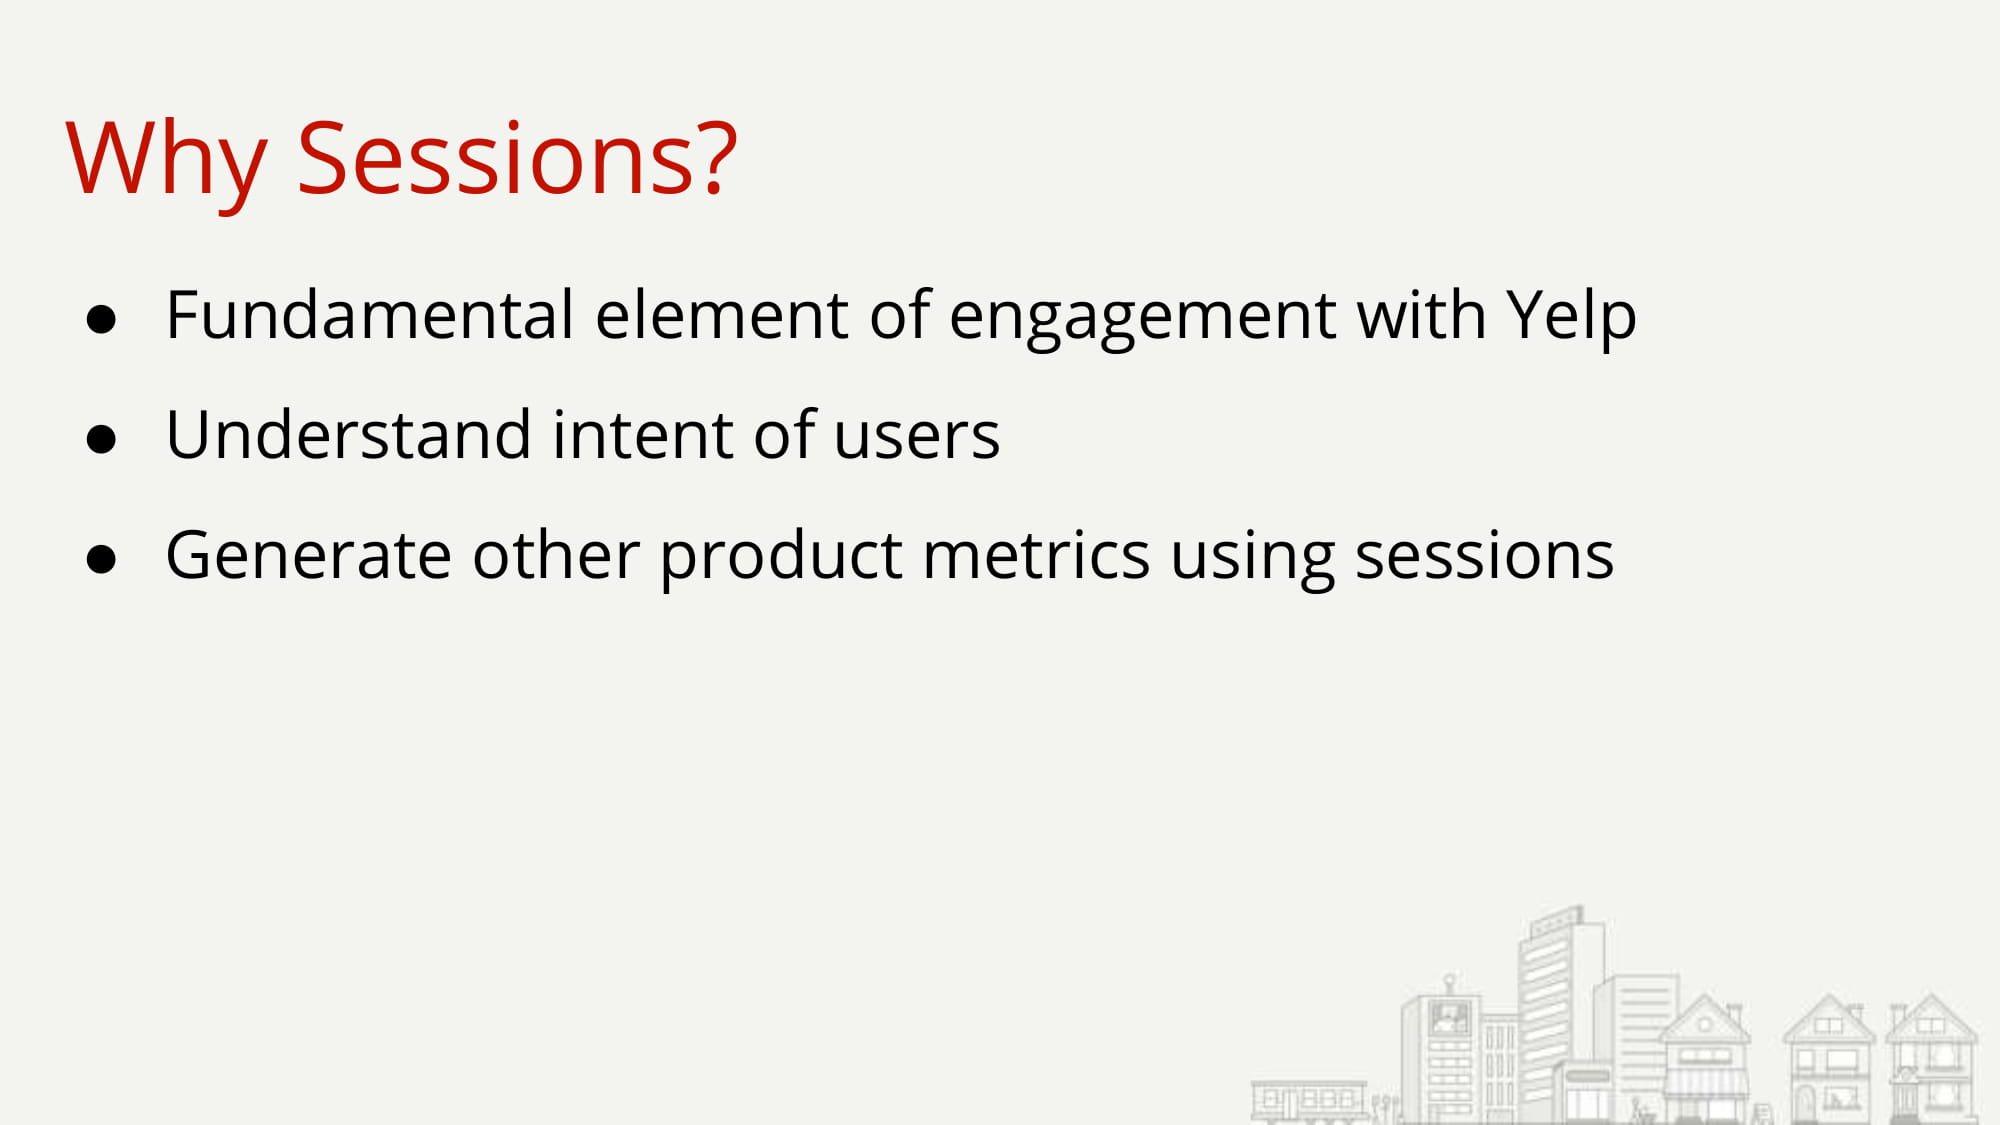 Why Sessions?
● Fundamental element of engagement with Yelp
● Understand intent of users
● Generate other product metrics using sessions